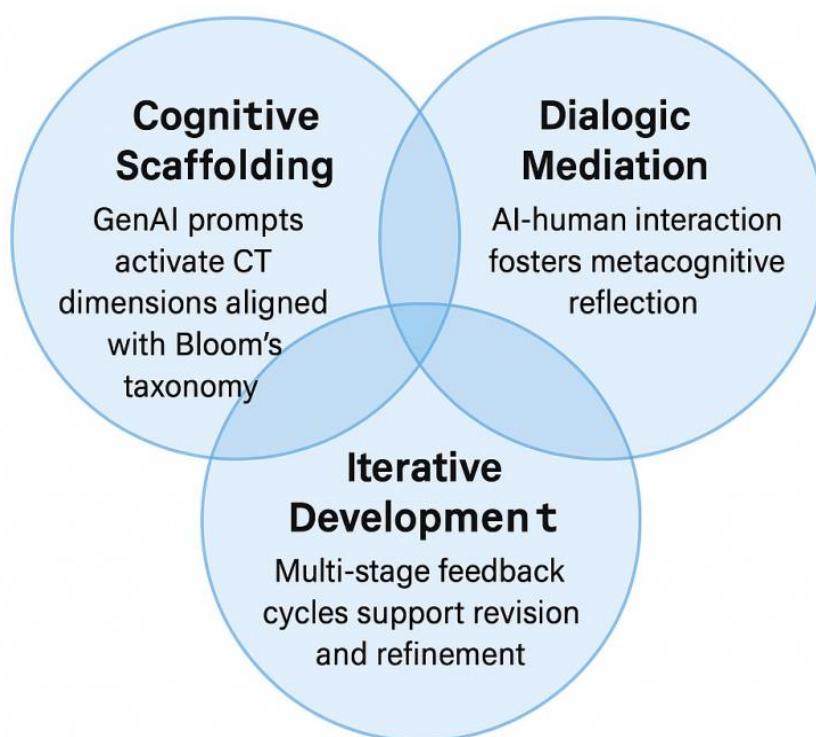 Cognitive
Scaffolding
GenAI prompts
activate CT
dimensions aligned
with Bloom's
taxonomy
Dialogic
Mediation
AI-human interaction
fosters metacognitive
reflection
Iterative
Development
Multi-stage feedback
cycles support revision
and refinement